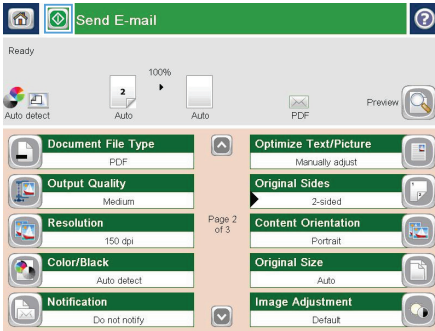 Send E-mail
?
Ready
100%
2
Auto detect
Auto
Auto
PDF
Preview
Document File Type
PDF
Optimize Text/Picture
Manually adjust
Output Quality
Medium
Original Sides
2-sided
Page 2
of 3
Resolution
150 dpi
Content Orientation
Portrait
Color/Black
Auto detect
Original Size
Auto
Notification
Do not notify
Image Adjustment
Default